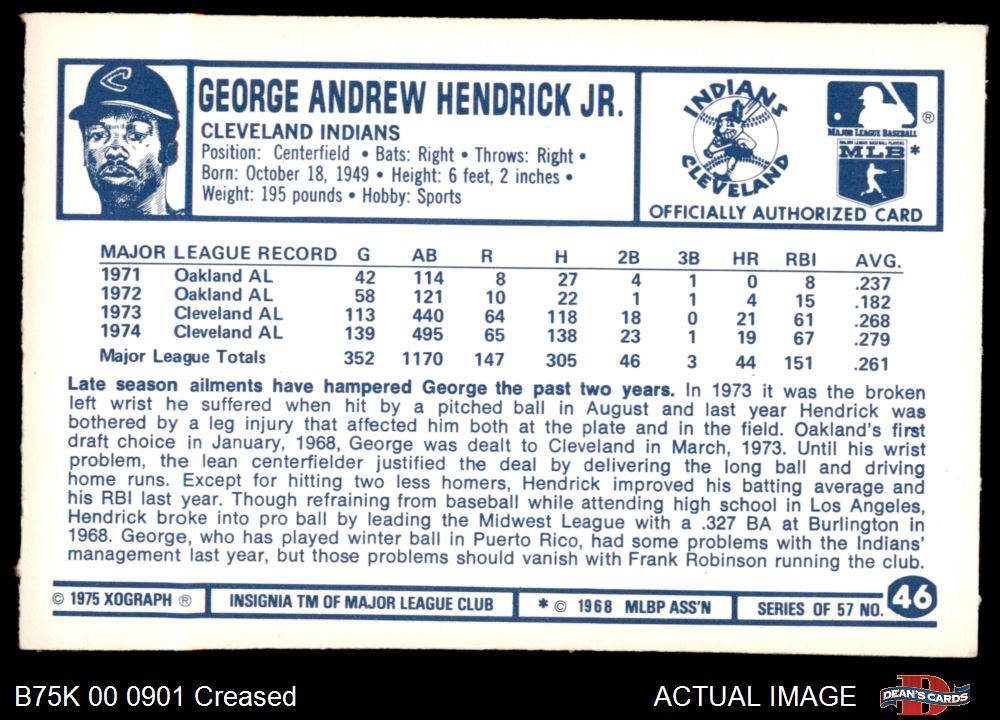 GEORGE ANDREW HENDRICK JR.
CLEVELAND INDIANS
Position: Centerfield • Bats: Right • Throws: Right •
Born: October 18, 1949 • Height: 6 feet, 2 inches •
Weight: 195 pounds • Hobby: Sports
C
INDIANS
CLEVELAND
®
MAJOR LEAGUE BASEBALL
MAJOR LEAGUE BASEBALL PLAYERS
MLB *
OFFICIALLY AUTHORIZED CARD
MAJOR LEAGUE RECORD G AB R H 2B 3B HR RBI AVG.
1971 Oakland AL 42 114 8 27 4 1 0 8 .237
1972 Oakland AL 58 121 10 22 1 1 4 15 .182
1973 Cleveland AL 113 440 64 118 18 0 21 61 .268
1974 Cleveland AL 139 495 65 138 23 1 19 67 .279
Major League Totals 352 1170 147 305 46 3 44 151 .261
Late season ailments have hampered George the past two years. In 1973 it was the broken
left wrist he suffered when hit by a pitched ball in August and last year Hendrick was
bothered by a leg injury that affected him both at the plate and in the field. Oakland's first
draft choice in January, 1968, George was dealt to Cleveland in March, 1973. Until his wrist
problem, the lean centerfielder justified the deal by delivering the long ball and driving
home runs. Except for hitting two less homers, Hendrick improved his batting average and
his RBI last year. Though refraining from baseball while attending high school in Los Angeles,
Hendrick broke into pro ball by leading the Midwest League with a .327 BA at Burlington in
1968. George, who has played winter ball in Puerto Rico, had some problems with the Indians'
management last year, but those problems should vanish with Frank Robinson running the club.
© 1975 XOGRAPH ® INSIGNIA TM OF MAJOR LEAGUE CLUB * © 1968 MLBP ASS'N SERIES OF 57 NO. 46
B75K 00 0901 Creased ACTUAL IMAGE D DEAN'S CARDS